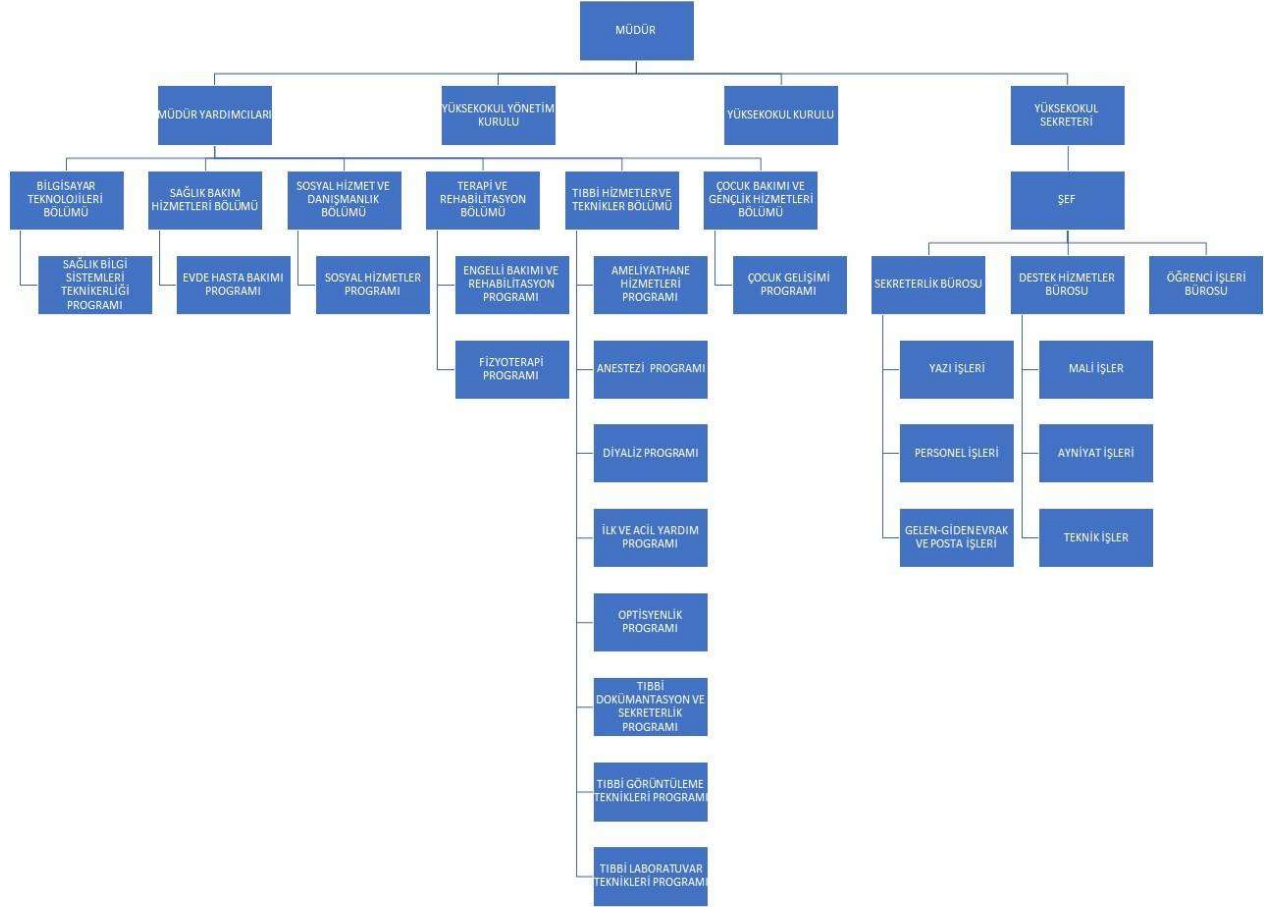 MÜDÜR
MÜDÜR YARDIMCILARI
YÜKSEKOKUL YÖNETİM
KURULU
YÜKSEKOKUL KURULU
YÜKSEKOKUL
SEKRETERİ
BİLGİSAYAR
TEKNOLOJİLERİ
BÖLÜMÜ
SAĞLIK BAKIM
HİZMETLERİ BÖLÜMÜ
SOSYAL HİZMET VE
DANIŞMANLIK
BÖLÜMÜ
TERAPİ VE
REHABİLİTASYON
BÖLÜMÜ
TIBBİ HİZMETLER VE
TEKNİKLER BÖLÜMÜ
ÇOCUK BAKIMI VE
GENÇLİK HİZMETLERİ
BÖLÜMÜ
ŞEF
SAĞLIK BİLGİ
SİSTEMLERİ
TEKNİKERLİĞİ
PROGRAMI
EVDE HASTA BAKIMI
PROGRAMI
SOSYAL HİZMETLER
PROGRAMI
ENGELLİ BAKIMI VE
REHABİLİTASYON
PROGRAMI
AMELİYATHANE
HİZMETLERİ
PROGRAMI
ÇOCUK GELİŞİMİ
PROGRAMI
SEKRETERLİK BÜROSU
DESTEK HİZMETLER
BÜROSU
ÖĞRENCİ İŞLERİ
BÜROSU
FİZYOTERAPİ
PROGRAMI
ANESTEZİ PROGRAMI
YAZI İŞLERİ
MALİ İŞLER
DİYALİZ PROGRAMI
PERSONEL İŞLERİ
AYNİYAT İŞLERİ
İLK VE ACİL YARDIM
PROGRAMI
GELEN-GİDEN EVRAK
VE POSTA İŞLERİ
TEKNİK İŞLER
OPTİSYENLİK
PROGRAMI
TIBBİ
DOKÜMANTASYON VE
SEKRETERLİK
PROGRAMI
TIBBİ GÖRÜNTÜLEME
TEKNİKLERİ PROGRAMI
TIBBİ LABORATUVAR
TEKNİKLERİ PROGRAMI